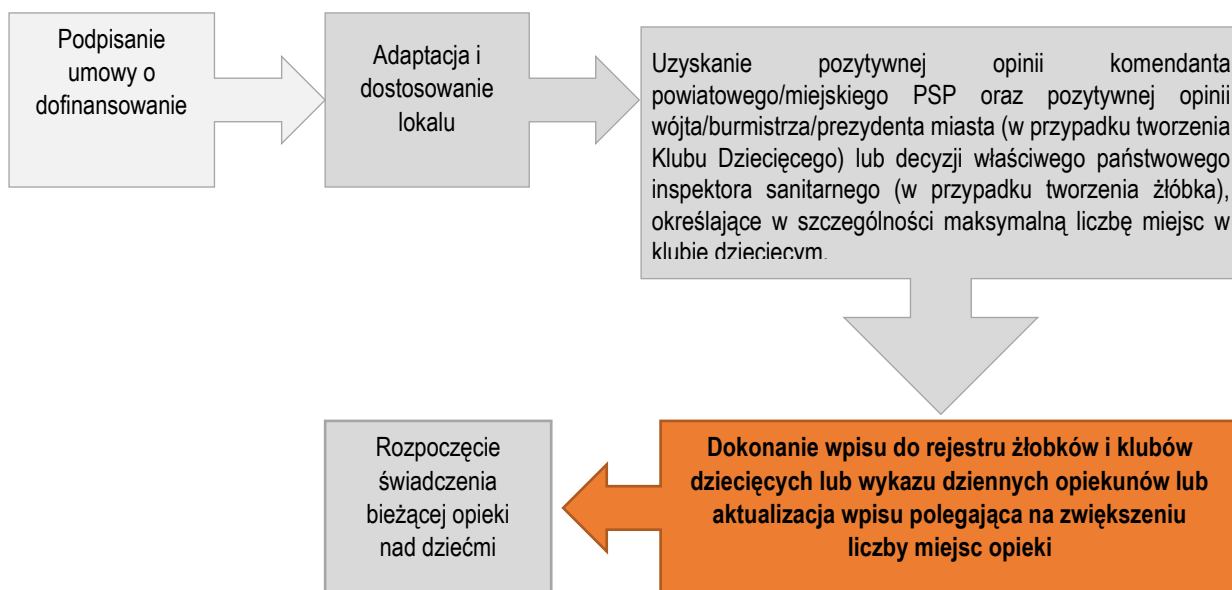 Podpisanie
umowy o
dofinansowanie
Adaptacja i
dostosowanie
lokalu
Uzyskanie pozytywnej opinii komendanta
powiatowego/miejskiego PSP oraz pozytywnej opinii
wójta/burmistrza/prezydenta miasta (w przypadku tworzenia
Klubu Dziecięcego) lub decyzji właściwego państwowego
inspektora sanitarnego (w przypadku tworzenia żłóbka),
określające w szczególności maksymalną liczbę miejsc w
klubie dziecięcym.
Rozpoczęcie
świadczenia
bieżącej opieki
nad dziećmi
Dokonanie wpisu do rejestru żłobków i klubów
dziecięcych lub wykazu dziennych opiekunów lub
aktualizacja wpisu polegająca na zwiększeniu
liczby miejsc opieki